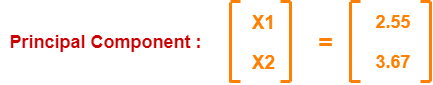 X1 2.55
Principal Component : =
X2 3.67